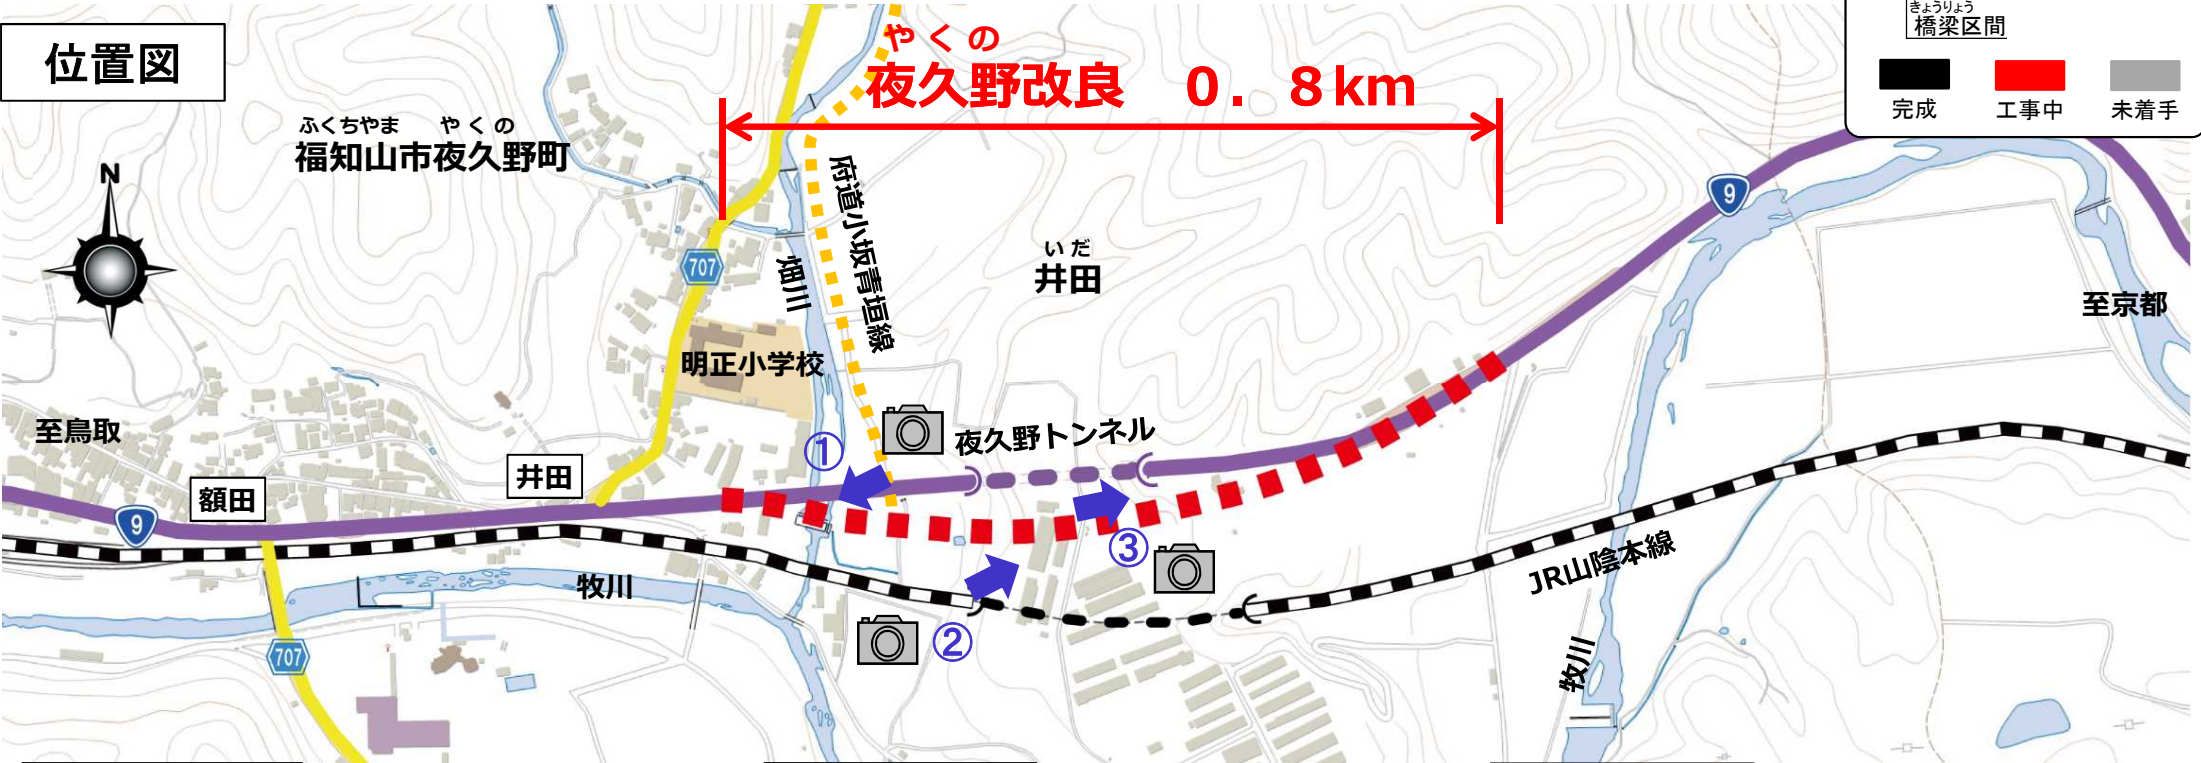 位置図
やくの
夜久野改良　０．８km
きょうりょう
橋梁区間
完成
工事中
未着手
ふくちやま　やくの
福知山市夜久野町
N
707
畑川
府道小坂青垣線
いだ
井田
9
至京都
明正小学校
至鳥取
額田
井田
9
①
夜久野トンネル
③
②
牧川
707
JR山陰本線
牧川